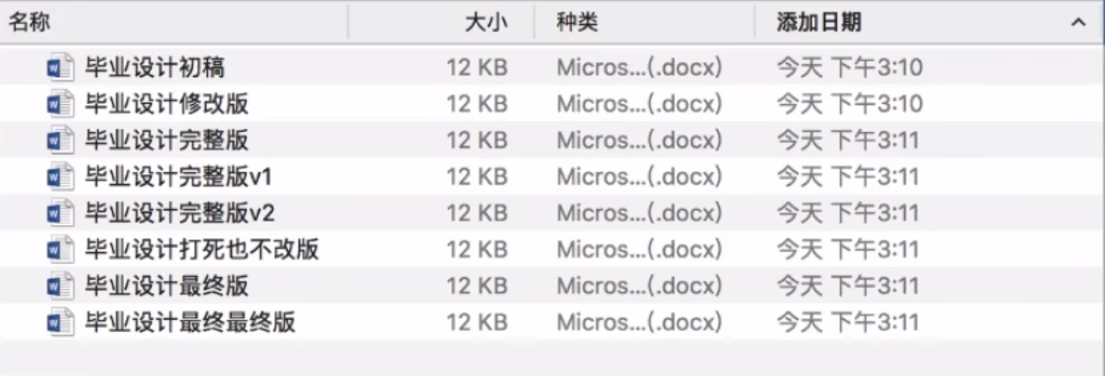 名称 大小 种类 添加日期
毕业设计初稿 12 KB Micros...(.docx) 今天 下午3:10
毕业设计修改版 12 KB Micros...(.docx) 今天 下午3:10
毕业设计完整版 12 KB Micros...(.docx) 今天 下午3:11
毕业设计完整版v1 12 KB Micros...(.docx) 今天 下午3:11
毕业设计完整版v2 12 KB Micros...(.docx) 今天 下午3:11
毕业设计打死也不改版 12 KB Micros...(.docx) 今天 下午3:11
毕业设计最终版 12 KB Micros...(.docx) 今天 下午3:11
毕业设计最终最终版 12 KB Micros...(.docx) 今天 下午3:11